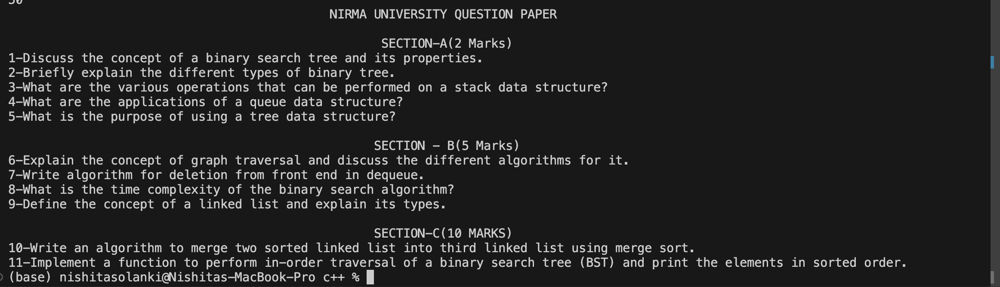 50
NIRMA UNIVERSITY QUESTION PAPER
SECTION-A(2 Marks)
1-Discuss the concept of a binary search tree and its properties.
2-Briefly explain the different types of binary tree.
3-What are the various operations that can be performed on a stack data structure?
4-What are the applications of a queue data structure?
5-What is the purpose of using a tree data structure?
SECTION - B(5 Marks)
6-Explain the concept of graph traversal and discuss the different algorithms for it.
7-Write algorithm for deletion from front end in dequeue.
8-What is the time complexity of the binary search algorithm?
9-Define the concept of a linked list and explain its types.
SECTION-C(10 MARKS)
10-Write an algorithm to merge two sorted linked list into third linked list using merge sort.
11-Implement a function to perform in-order traversal of a binary search tree (BST) and print the elements in sorted order.
(base) nishitasolanki@Nishitas-MacBook-Pro c++ %